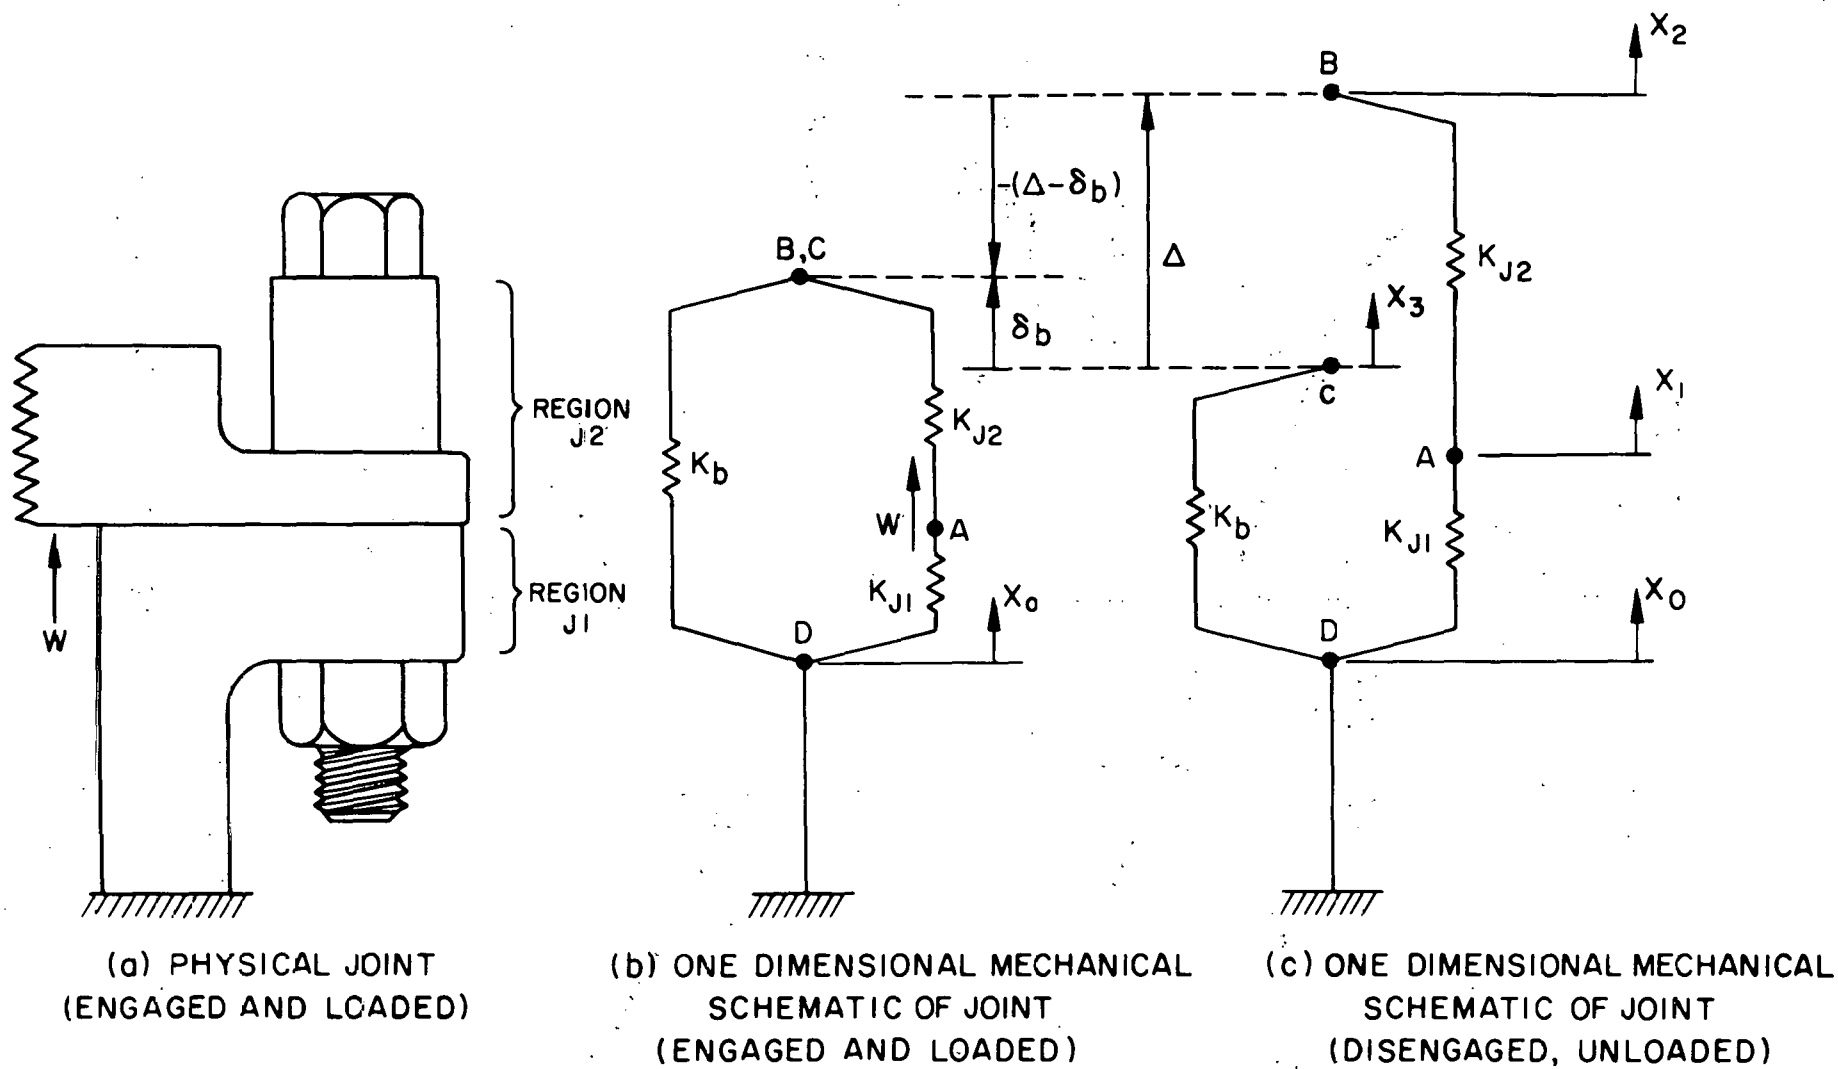 REGION
J2
REGION
J1
W
(a) PHYSICAL JOINT
(ENGAGED AND LOADED)
B,C
Kb
KJ2
W
A
KJ1
X0
D
-(Δ-δb)
δb
Δ
(b) ONE DIMENSIONAL MECHANICAL
SCHEMATIC OF JOINT
(ENGAGED AND LOADED)
X2
B
KJ2
X3
C
X1
A
Kb
KJ1
X0
D
(c) ONE DIMENSIONAL MECHANICAL
SCHEMATIC OF JOINT
(DISENGAGED, UNLOADED)